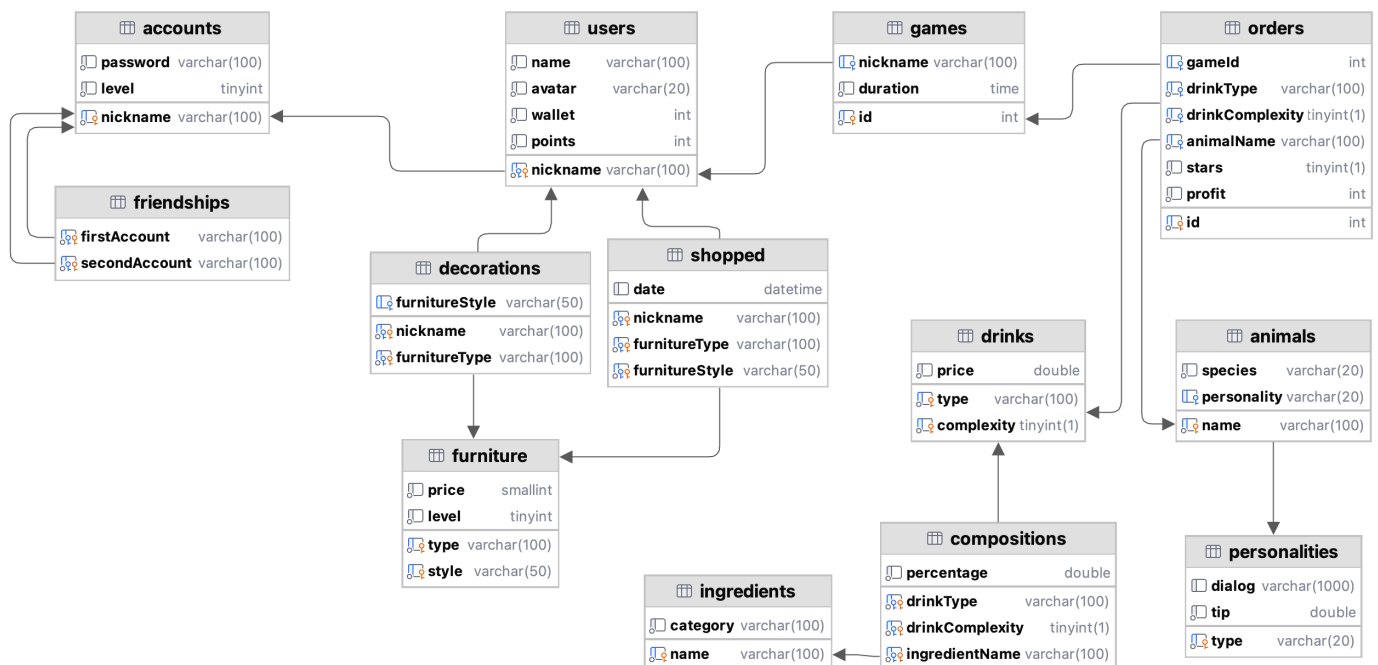 accounts
password varchar(100)
level tinyint
nickname varchar(100)
users
name varchar(100)
avatar varchar(20)
wallet int
points int
nickname varchar(100)
games
nickname varchar(100)
duration time
id int
orders
gameId int
drinkType varchar(100)
drinkComplexity tinyint(1)
animalName varchar(100)
stars tinyint(1)
profit int
id int
friendships
firstAccount varchar(100)
secondAccount varchar(100)
decorations
furnitureStyle varchar(50)
nickname varchar(100)
furnitureType varchar(100)
shopped
date datetime
nickname varchar(100)
furnitureType varchar(100)
furnitureStyle varchar(50)
drinks
price double
type varchar(100)
complexity tinyint(1)
animals
species varchar(20)
personality varchar(20)
name varchar(100)
furniture
price smallint
level tinyint
type varchar(100)
style varchar(50)
compositions
percentage double
drinkType varchar(100)
drinkComplexity tinyint(1)
ingredientName varchar(100)
personalities
dialog varchar(1000)
tip double
type varchar(20)
ingredients
category varchar(100)
name varchar(100)